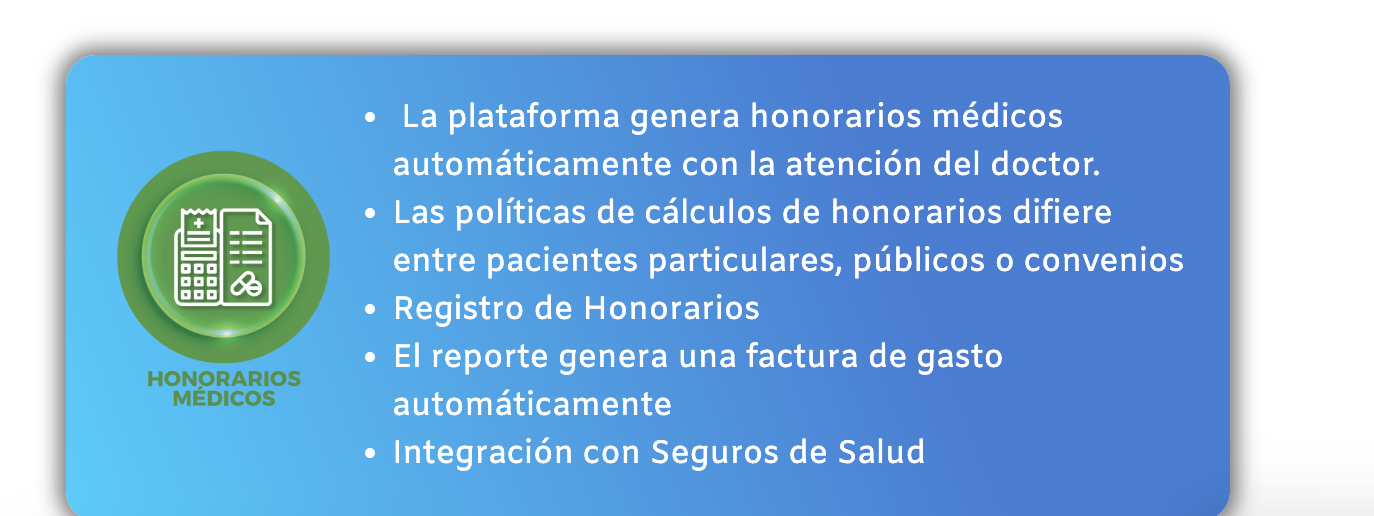 HONORARIOS
MÉDICOS
• La plataforma genera honorarios médicos
automáticamente con la atención del doctor.
• Las políticas de cálculos de honorarios difiere
entre pacientes particulares, públicos o convenios
• Registro de Honorarios
• El reporte genera una factura de gasto
automáticamente
• Integración con Seguros de Salud